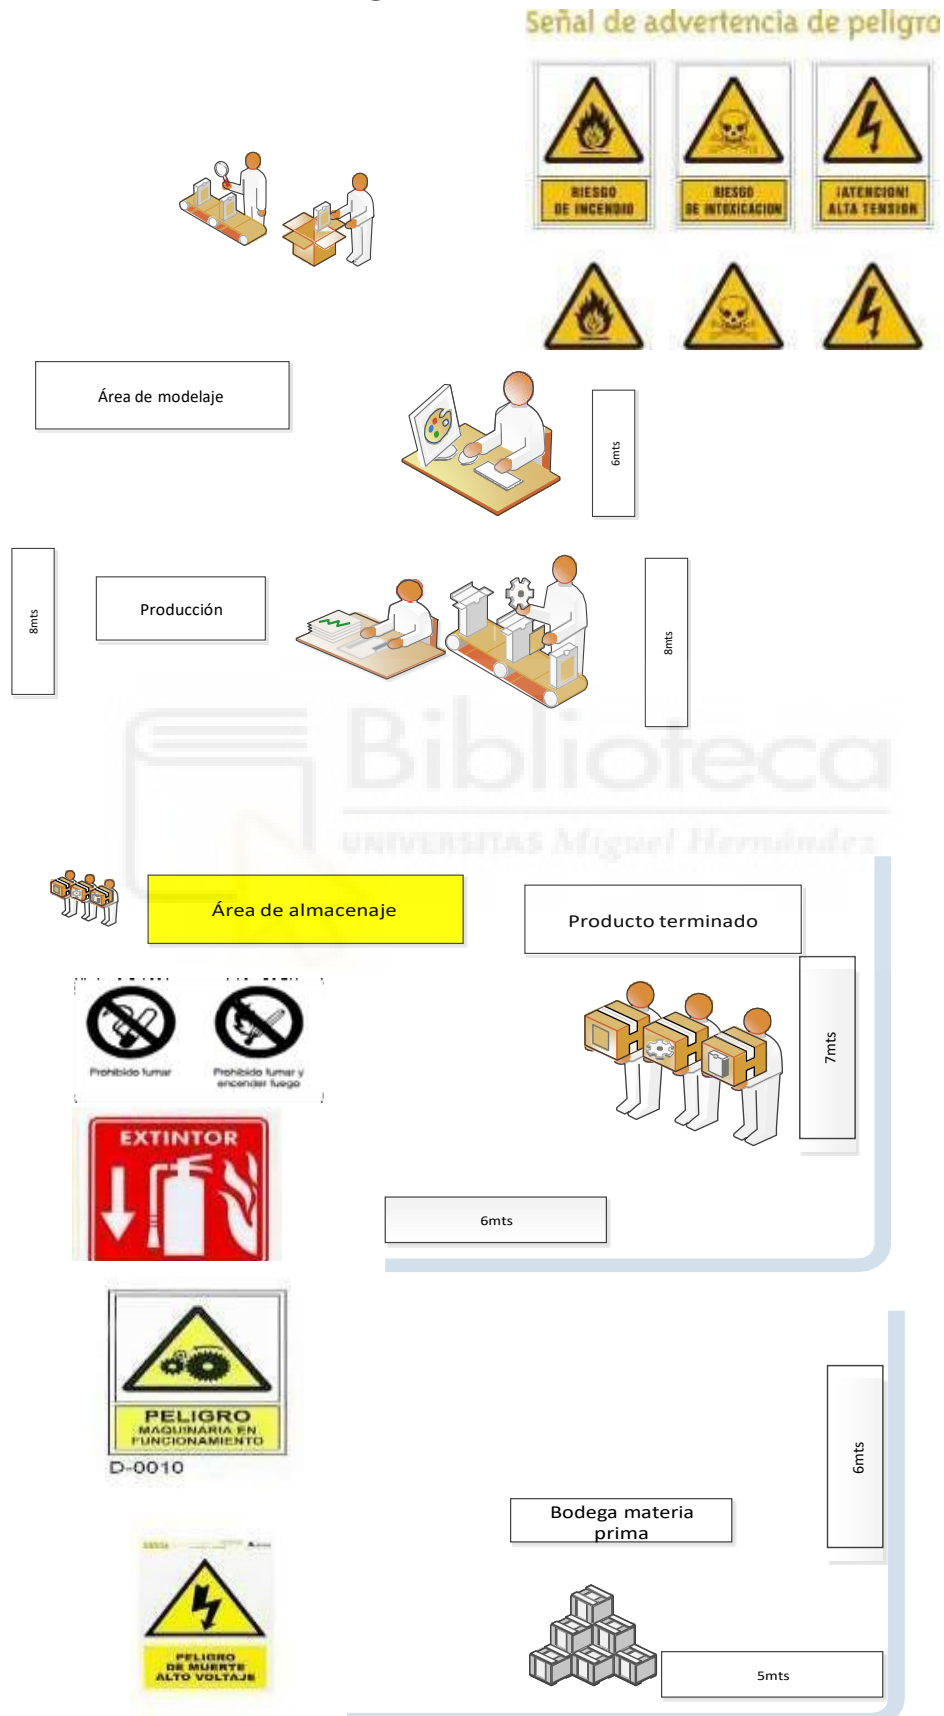 Señal de advertencia de peligro
RIESGO
DE INCENDIO
RIESGO
DE INTOXICACION
¡ATENCION!
ALTA TENSION
Área de modelaje
6mts
8mts
Producción
8mts
Biblioteca
UNIVERSITAS Miguel Hernández
Área de almacenaje
Producto terminado
7mts
Prohibido fumar
Prohibido fumar y
encender fuego
EXTINTOR
6mts
PELIGRO
MAQUINARIA EN
FUNCIONAMIENTO
D-0010
6mts
Bodega materia
prima
PELIGRO
DE MUERTE
ALTO VOLTAJE
5mts